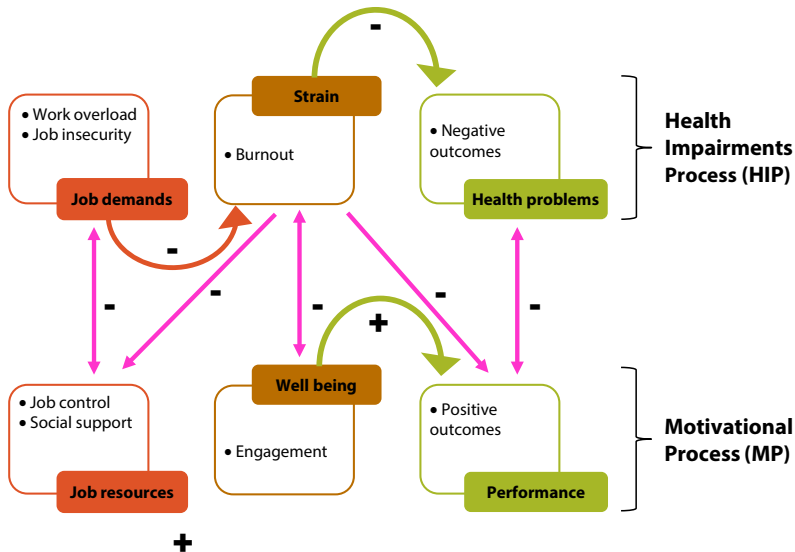 -
Strain
• Work overload
• Job insecurity
Job demands
• Burnout
• Negative
outcomes
Health problems
Health
Impairments
Process (HIP)
-
-
-
-
-
-
+
Well being
• Job control
• Social support
Job resources
• Engagement
• Positive
outcomes
Performance
Motivational
Process (MP)
+